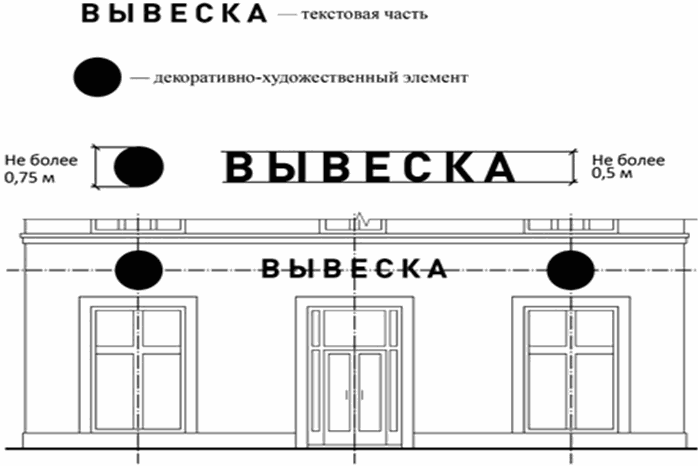 ВЫВЕСКА — текстовая часть
— декоративно-художественный элемент
Не более
0,75 м
ВЫВЕСКА
Не более
0,5 м
ВЫВЕСКА